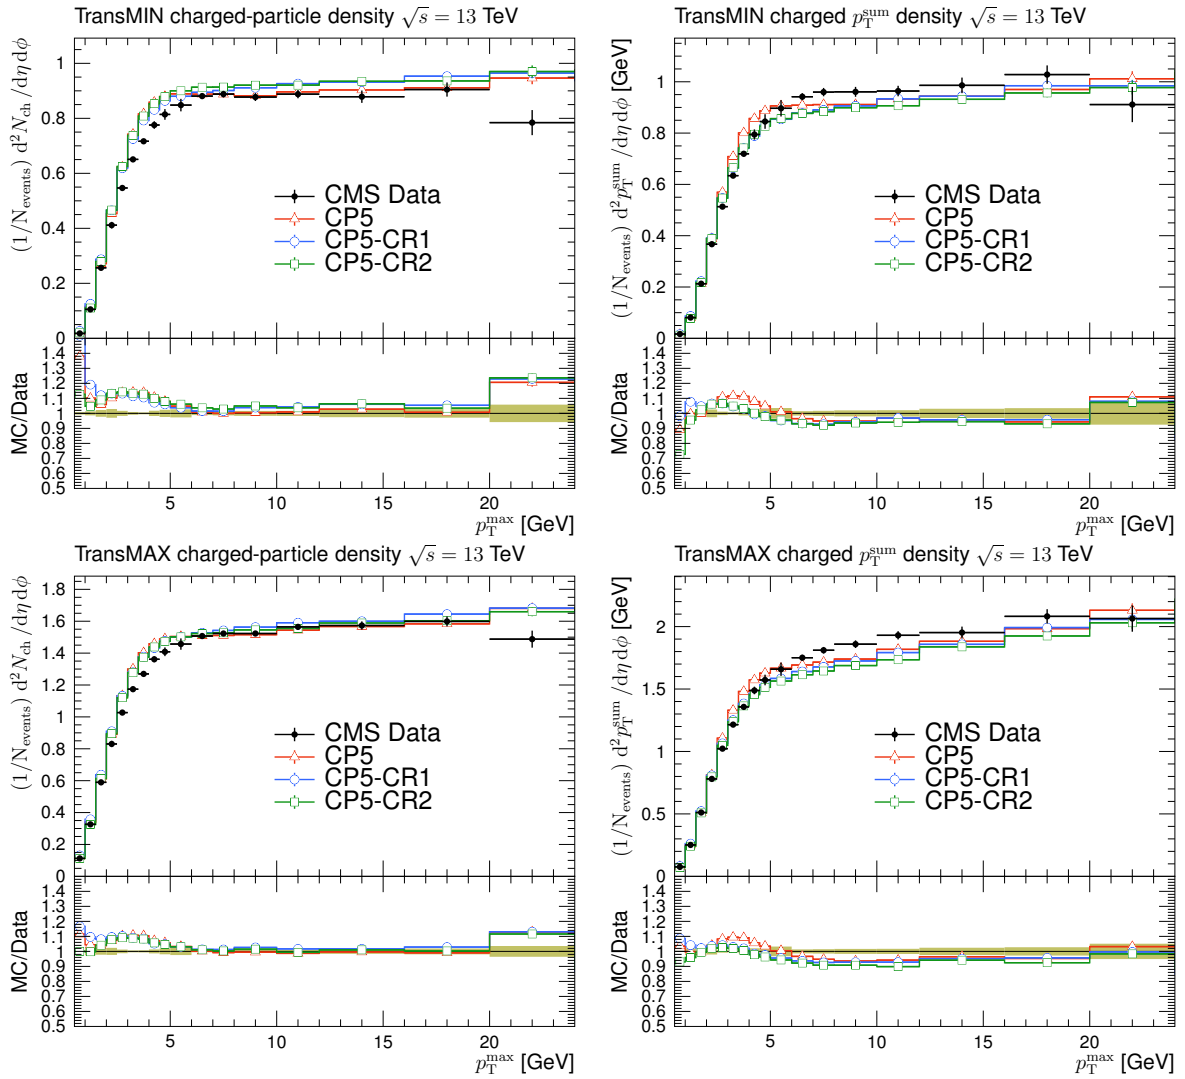 TransMIN charged-particle density √s = 13 TeV
(1/N_events) d²N_ch/dη dφ
1
0.8
0.6
0.4
0.2
0
CMS Data
CP5
CP5-CR1
CP5-CR2
MC/Data
1.4
1.3
1.2
1.1
1
0.9
0.8
0.7
0.6
0.5
5 10 15 20
p_T^max [GeV]
TransMIN charged p_T^sum density √s = 13 TeV
(1/N_events) d²p_T^sum/dη dφ [GeV]
1
0.8
0.6
0.4
0.2
0
CMS Data
CP5
CP5-CR1
CP5-CR2
MC/Data
1.4
1.3
1.2
1.1
1
0.9
0.8
0.7
0.6
0.5
5 10 15 20
p_T^max [GeV]
TransMAX charged-particle density √s = 13 TeV
(1/N_events) d²N_ch/dη dφ
1.8
1.6
1.4
1.2
1
0.8
0.6
0.4
0.2
0
CMS Data
CP5
CP5-CR1
CP5-CR2
MC/Data
1.4
1.3
1.2
1.1
1
0.9
0.8
0.7
0.6
0.5
5 10 15 20
p_T^max [GeV]
TransMAX charged p_T^sum density √s = 13 TeV
(1/N_events) d²p_T^sum/dη dφ [GeV]
2
1.5
1
0.5
0
CMS Data
CP5
CP5-CR1
CP5-CR2
MC/Data
1.4
1.3
1.2
1.1
1
0.9
0.8
0.7
0.6
0.5
5 10 15 20
p_T^max [GeV]